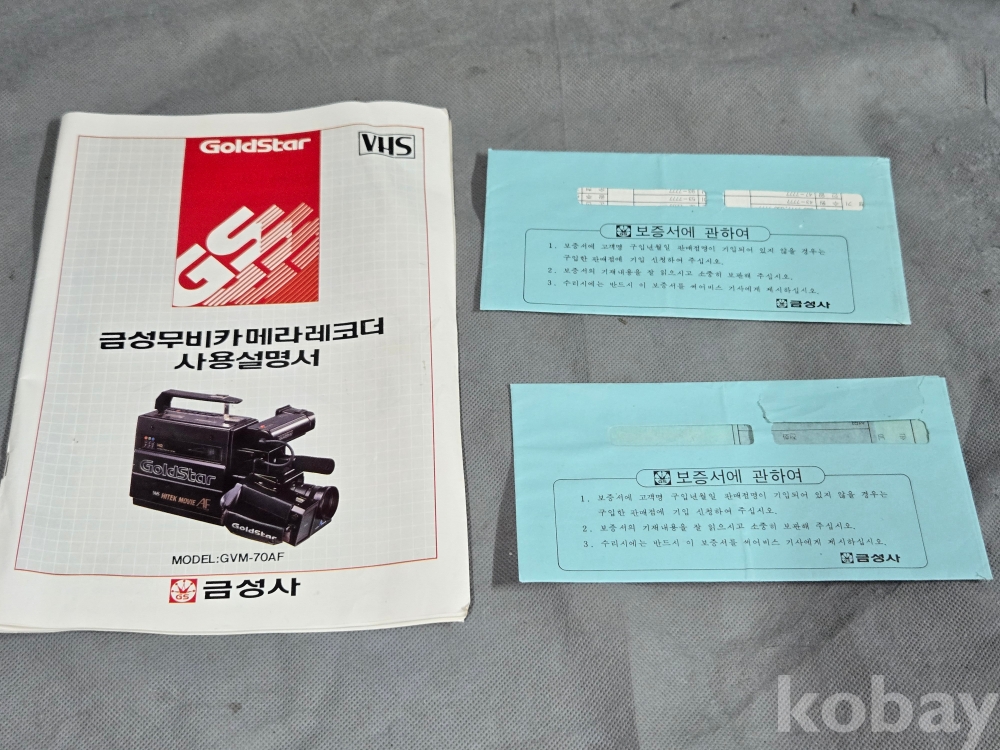 GoldStar
VHS
GS
금성무비카메라레코더
사용설명서
GoldStar
VHS HITEK MOVIE AF
GoldStar
MODEL:GVM-70AF
GS 금성사
보증서에 관하여
1. 보증서에 고객명 구입년월일 판매점명이 기입되어 있지 않을 경우는
구입한 판매점에 기입 신청하여 주십시오.
2. 보증서의 기재내용을 잘 읽으시고 소중히 보관해 주십시오.
3. 수리시에는 반드시 이 보증서를 써어비스 기사에게 제시하십시오.
금성사
보증서에 관하여
1. 보증서에 고객명 구입년월일 판매점명이 기입되어 있지 않을 경우는
구입한 판매점에 기입 신청하여 주십시오.
2. 보증서의 기재내용을 잘 읽으시고 소중히 보관해 주십시오.
3. 수리시에는 반드시 이 보증서를 써어비스 기사에게 제시하십시오.
금성사
kobay